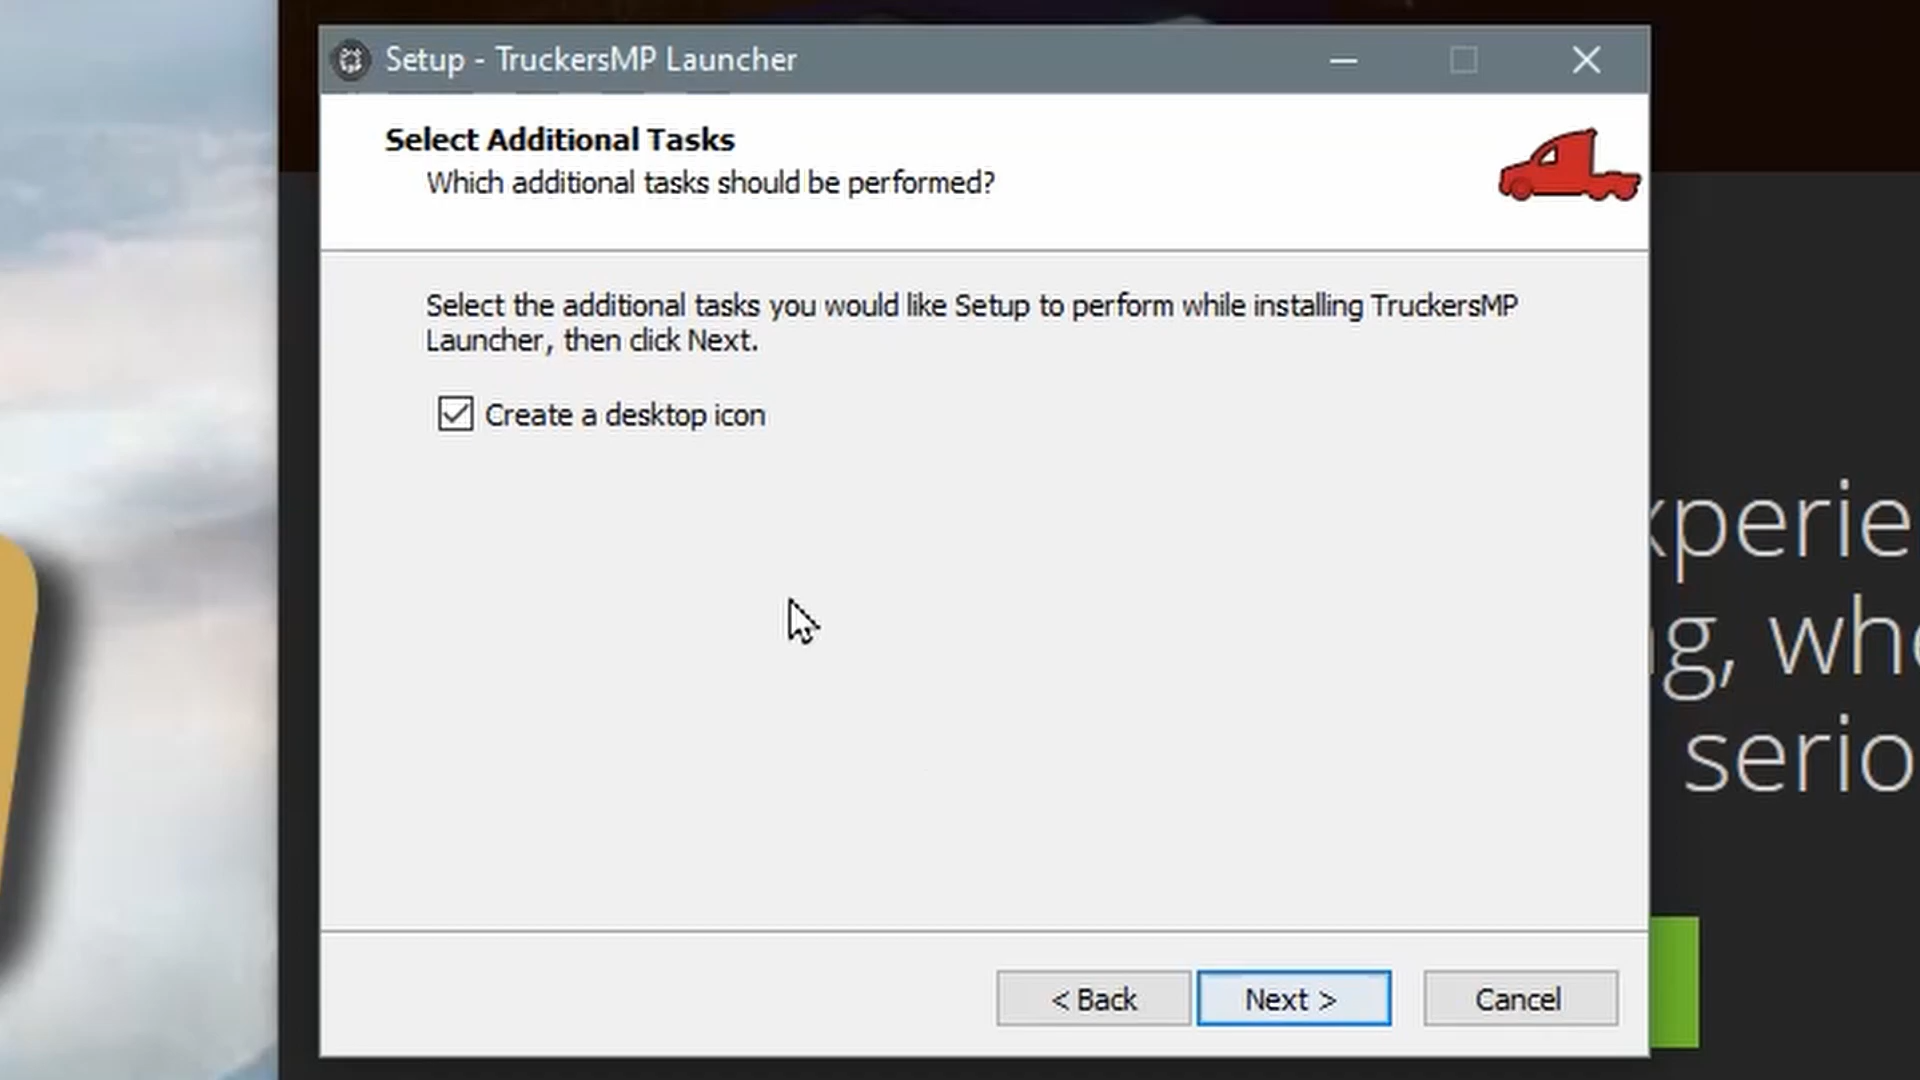 Setup - TruckersMP Launcher
Select Additional Tasks
Which additional tasks should be performed?
Select the additional tasks you would like Setup to perform while installing TruckersMP
Launcher, then click Next.
Create a desktop icon
< Back
Next >
Cancel